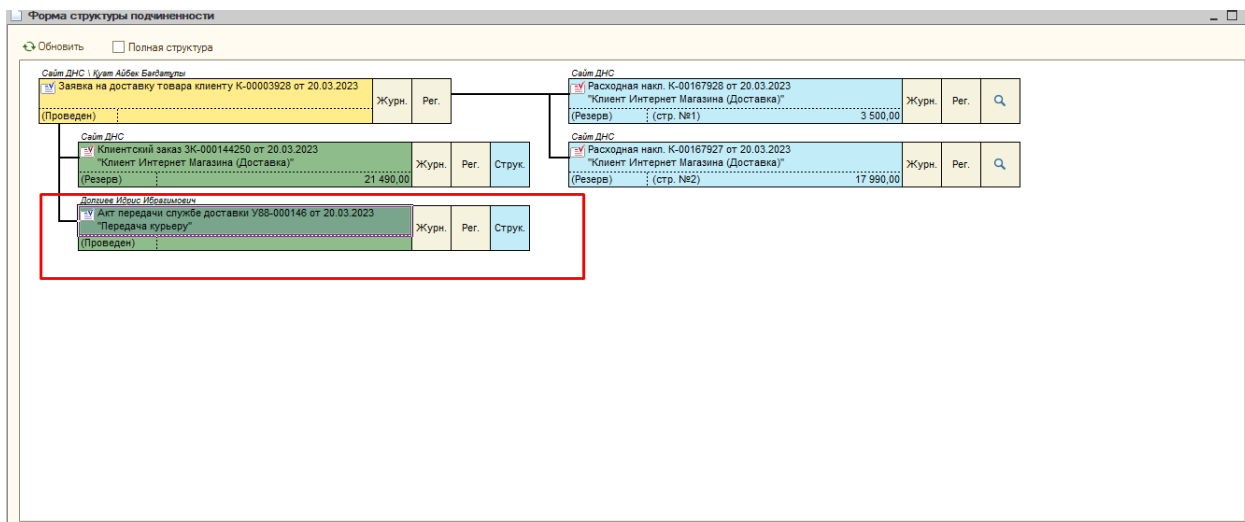 Форма структуры подчиненности
Обновить
Полная структура
Сайт ДНС \ Қуат Айбек Бағдатұлы
Заявка на доставку товара клиенту К-00003928 от 20.03.2023
(Проведен)
Журн.
Рег.
Сайт ДНС
Расходная накл. К-00167928 от 20.03.2023
"Клиент Интернет Магазина (Доставка)"
(Резерв) (стр. №1) 3 500,00
Журн.
Рег.
Сайт ДНС
Клиентский заказ ЗК-000144250 от 20.03.2023
"Клиент Интернет Магазина (Доставка)"
(Резерв) 21 490,00
Журн.
Рег.
Струк.
Сайт ДНС
Расходная накл. К-00167927 от 20.03.2023
"Клиент Интернет Магазина (Доставка)"
(Резерв) (стр. №2) 17 990,00
Журн.
Рег.
Долгиев Идрис Ибрагимович
Акт передачи службе доставки У88-000146 от 20.03.2023
"Передача курьеру"
(Проведен)
Журн.
Рег.
Струк.